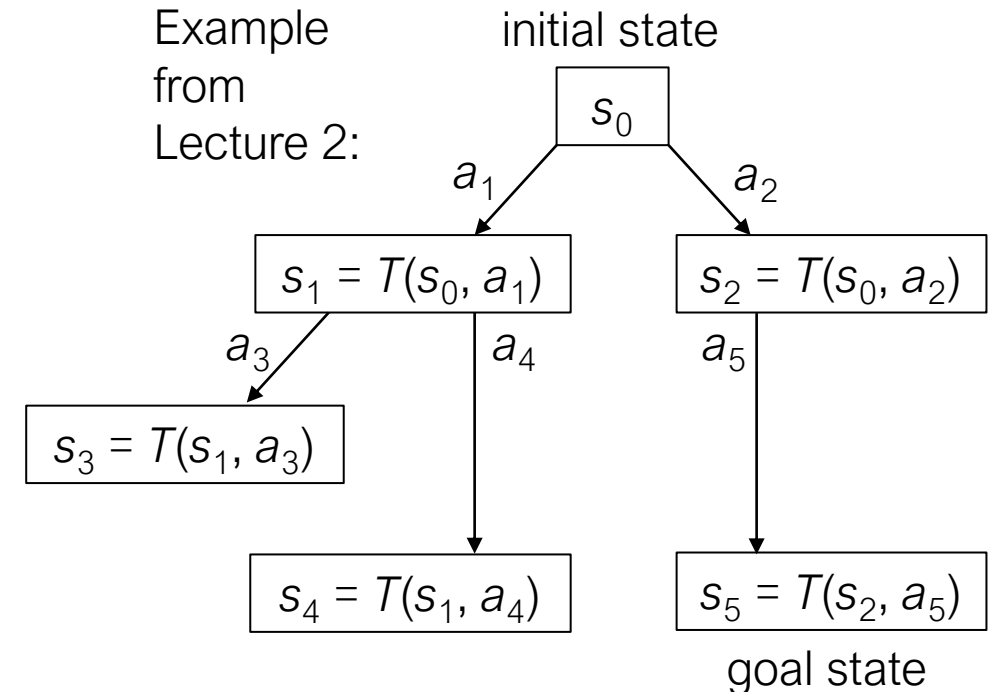 Example
from
Lecture 2:
initial state
s₀
a₁
a₂
s₁ = T(s₀, a₁)
s₂ = T(s₀, a₂)
a₃
a₄
a₅
s₃ = T(s₁, a₃)
s₄ = T(s₁, a₄)
s₅ = T(s₂, a₅)
goal state